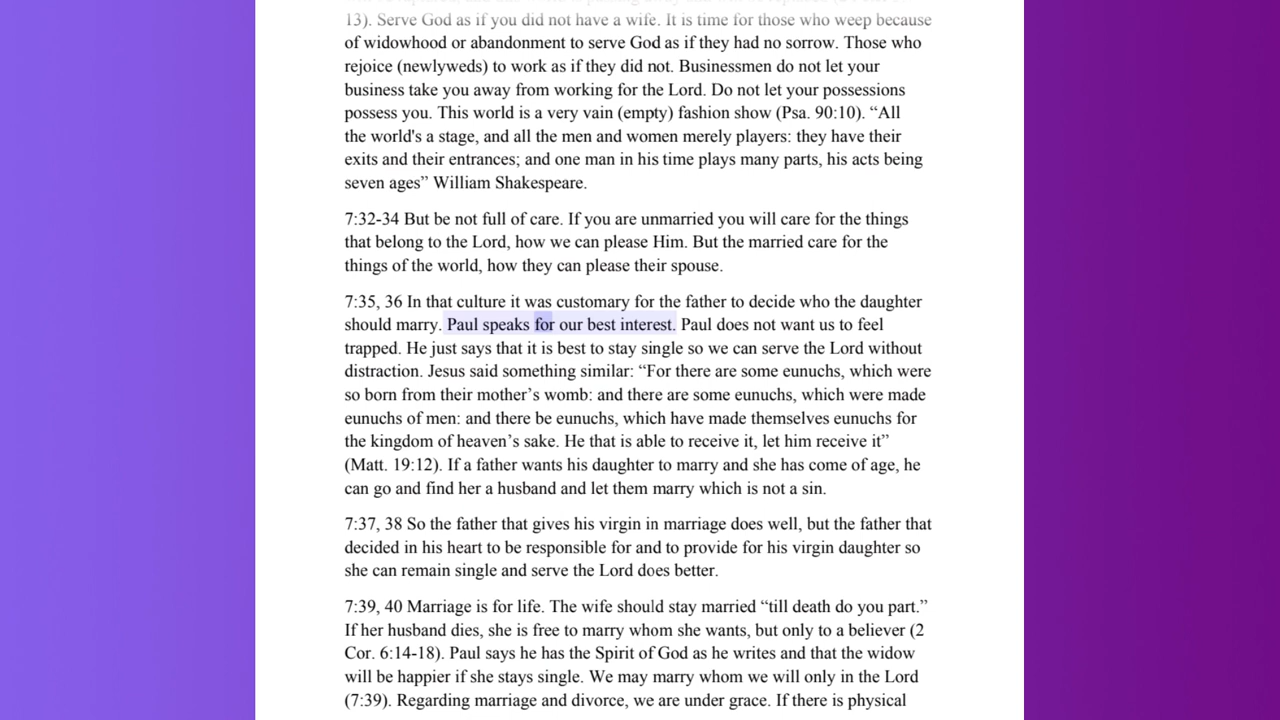 13). Serve God as if you did not have a wife. It is time for those who weep because
of widowhood or abandonment to serve God as if they had no sorrow. Those who
rejoice (newlyweds) to work as if they did not. Businessmen do not let your
business take you away from working for the Lord. Do not let your possessions
possess you. This world is a very vain (empty) fashion show (Psa. 90:10). “All
the world's a stage, and all the men and women merely players: they have their
exits and their entrances; and one man in his time plays many parts, his acts being
seven ages” William Shakespeare.
7:32-34 But be not full of care. If you are unmarried you will care for the things
that belong to the Lord, how we can please Him. But the married care for the
things of the world, how they can please their spouse.
7:35, 36 In that culture it was customary for the father to decide who the daughter
should marry. Paul speaks for our best interest. Paul does not want us to feel
trapped. He just says that it is best to stay single so we can serve the Lord without
distraction. Jesus said something similar: “For there are some eunuchs, which were
so born from their mother’s womb: and there are some eunuchs, which were made
eunuchs of men: and there be eunuchs, which have made themselves eunuchs for
the kingdom of heaven’s sake. He that is able to receive it, let him receive it”
(Matt. 19:12). If a father wants his daughter to marry and she has come of age, he
can go and find her a husband and let them marry which is not a sin.
7:37, 38 So the father that gives his virgin in marriage does well, but the father that
decided in his heart to be responsible for and to provide for his virgin daughter so
she can remain single and serve the Lord does better.
7:39, 40 Marriage is for life. The wife should stay married “till death do you part.”
If her husband dies, she is free to marry whom she wants, but only to a believer (2
Cor. 6:14-18). Paul says he has the Spirit of God as he writes and that the widow
will be happier if she stays single. We may marry whom we will only in the Lord
(7:39). Regarding marriage and divorce, we are under grace. If there is physical